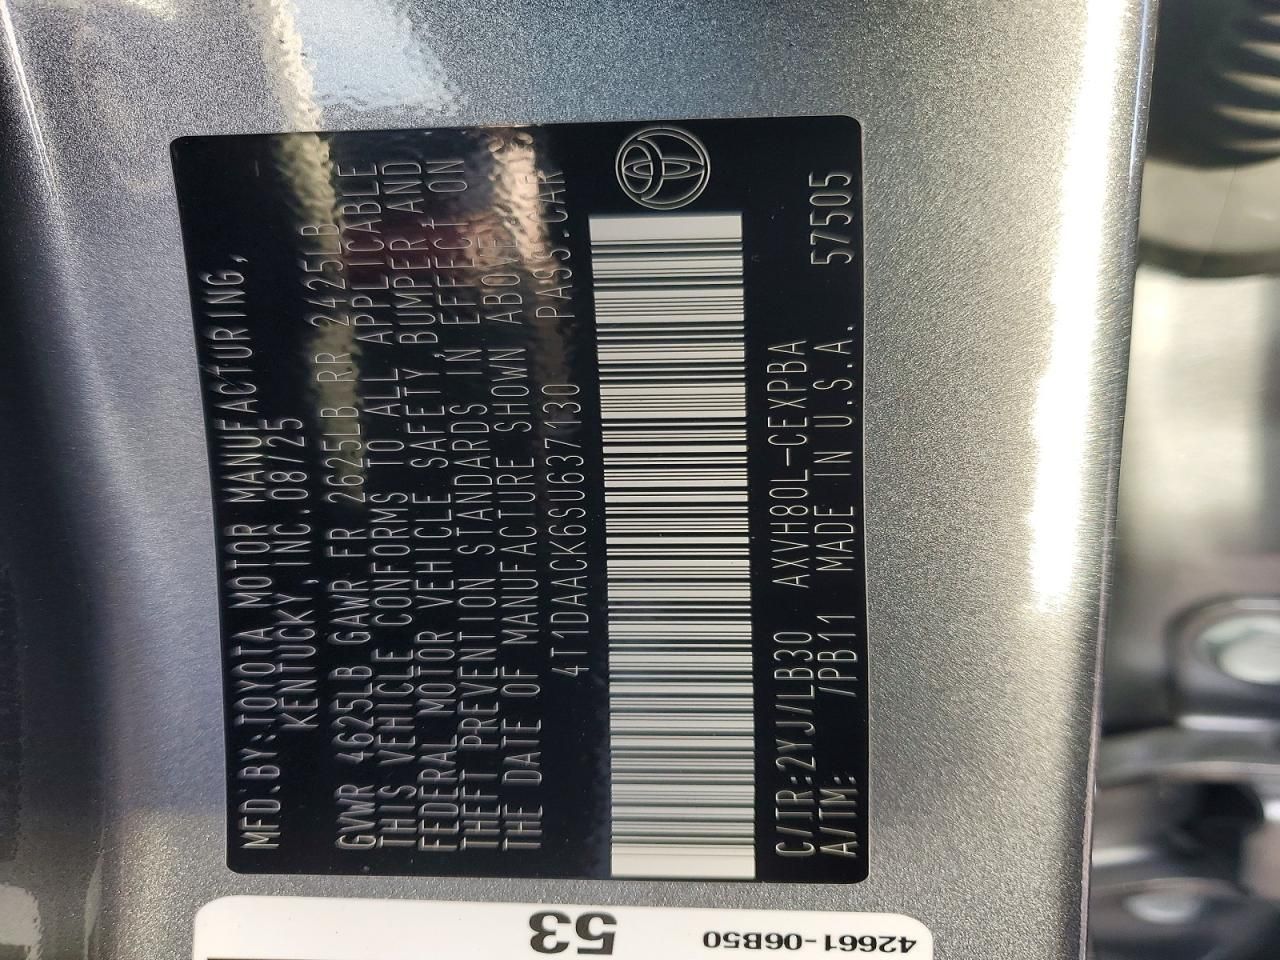 MFD.BY:TOYOTA MOTOR MANUFACTURING,
KENTUCKY, INC.08/25
GVWR 4625LB GAWR FR 2625LB RR 2425LB
THIS VEHICLE CONFORMS TO ALL APPLICABLE
FEDERAL MOTOR VEHICLE SAFETY, BUMPER, AND
THEFT PREVENTION STANDARDS IN EFFECT ON
THE DATE OF MANUFACTURE SHOWN ABOVE.
4T1DAACK6SU637130 PASS.CAR
C/TR:2YJ/LB30 AXVH80L-CEXPBA 57505
A/TM: /PB11 MADE IN U.S.A.
53
42661-06B50